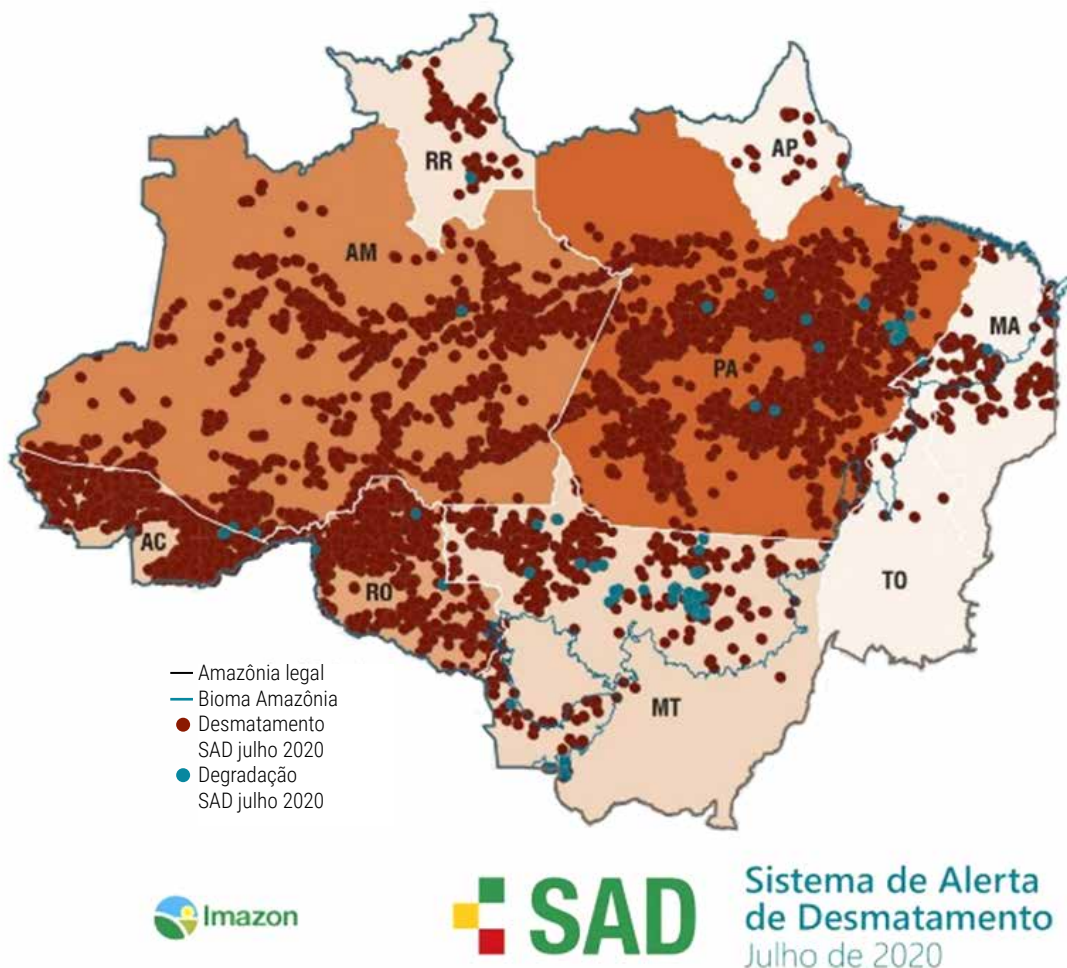 RR
AP
AM
MA
PA
AC
RO
TO
MT
Amazônia legal
Bioma Amazônia
Desmatamento
SAD julho 2020
Degradação
SAD julho 2020
Imazon
SAD
Sistema de Alerta
de Desmatamento
Julho de 2020